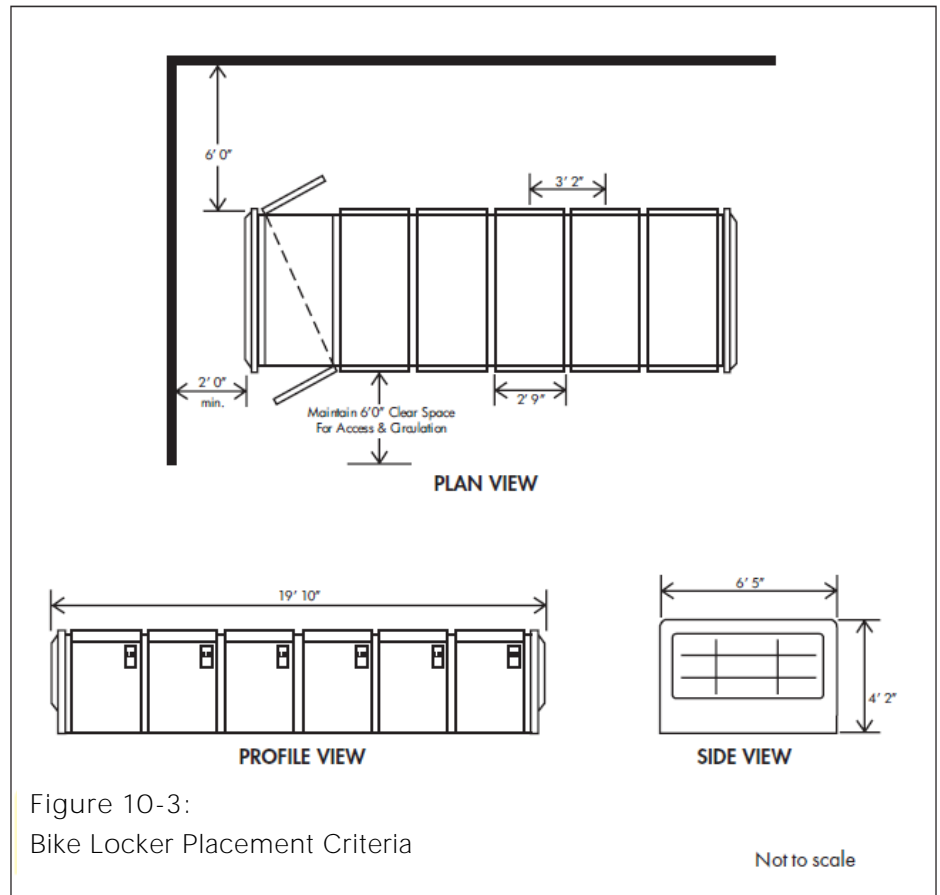 6' 0"
3' 2"
2' 0"
min.
2' 9"
Maintain 6'0" Clear Space
For Access & Circulation
PLAN VIEW
19' 10"
6' 5"
4' 2"
PROFILE VIEW
SIDE VIEW
Figure 10-3:
Bike Locker Placement Criteria
Not to scale